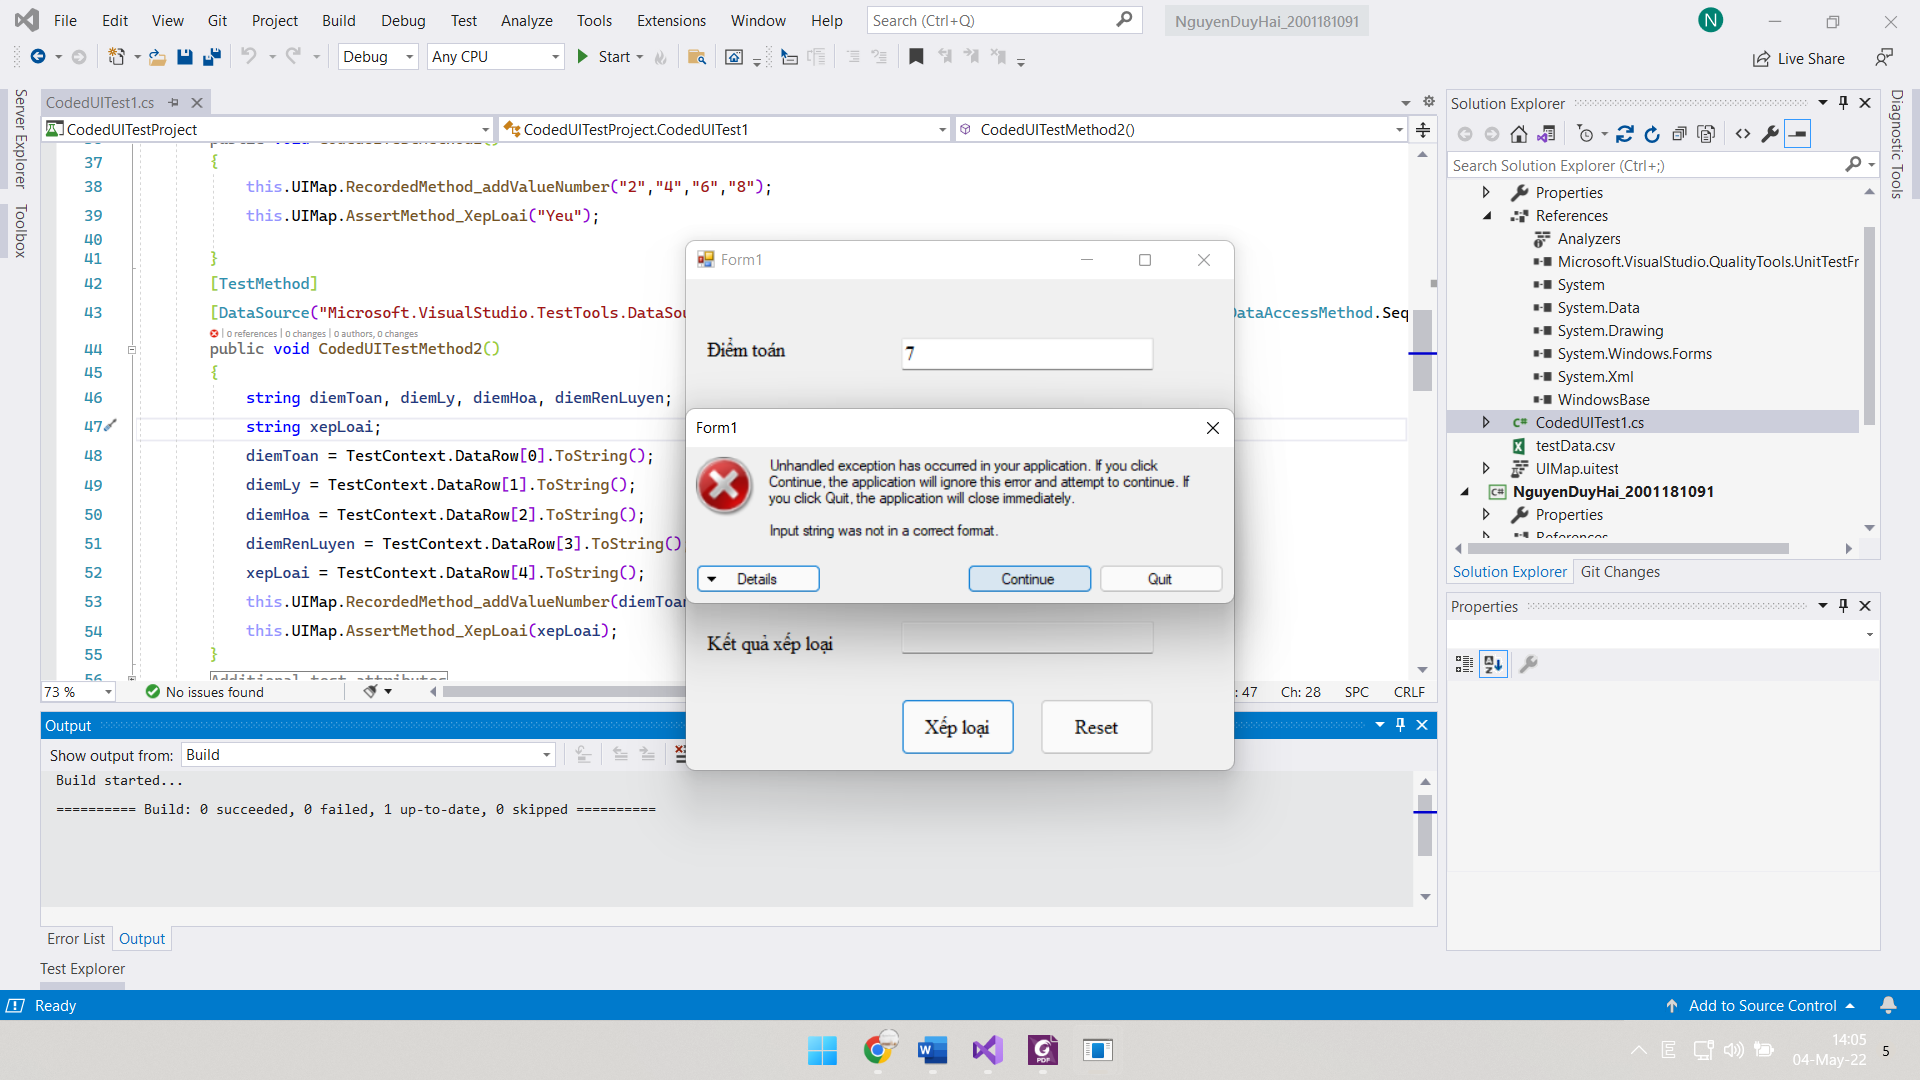 File Edit View Git Project Build Debug Test Analyze Tools Extensions Window Help Search (Ctrl+Q) NguyenDuyHai_2001181091 N
Debug Any CPU Start Live Share
Server Explorer
Toolbox
CodedUITest1.cs
CodedUITestProject CodedUITestProject.CodedUITest1 CodedUITestMethod2()
37 {
38 this.UIMap.RecordedMethod_addValueNumber("2","4","6","8");
39 this.UIMap.AssertMethod_XepLoai("Yeu");
40
41 }
42 [TestMethod]
43 [DataSource("Microsoft.VisualStudio.TestTools.DataSou DataAccessMethod.Seq
0 references | 0 changes | 0 authors, 0 changes
44 public void CodedUITestMethod2()
45 {
46 string diemToan, diemLy, diemHoa, diemRenLuyen;
47 string xepLoai;
48 diemToan = TestContext.DataRow[0].ToString();
49 diemLy = TestContext.DataRow[1].ToString();
50 diemHoa = TestContext.DataRow[2].ToString();
51 diemRenLuyen = TestContext.DataRow[3].ToString()
52 xepLoai = TestContext.DataRow[4].ToString();
53 this.UIMap.RecordedMethod_addValueNumber(diemToan
54 this.UIMap.AssertMethod_XepLoai(xepLoai);
55 }
56 Additional test attributes
73 % No issues found : 47 Ch: 28 SPC CRLF
Form1
Điểm toán 7
Form1
Unhandled exception has occurred in your application. If you click
Continue, the application will ignore this error and attempt to continue. If
you click Quit, the application will close immediately.
Input string was not in a correct format.
Details Continue Quit
Kết quả xếp loại
Xếp loại Reset
Output
Show output from: Build
Build started...
========== Build: 0 succeeded, 0 failed, 1 up-to-date, 0 skipped ==========
Error List Output
Test Explorer
Solution Explorer
Search Solution Explorer (Ctrl+;)
Properties
References
Analyzers
Microsoft.VisualStudio.QualityTools.UnitTestFr
System
System.Data
System.Drawing
System.Windows.Forms
System.Xml
WindowsBase
CodedUITest1.cs
testData.csv
UIMap.uitest
NguyenDuyHai_2001181091
Properties
References
Solution Explorer Git Changes
Properties
Diagnostic Tools
Ready Add to Source Control
14:05
04-May-22 5